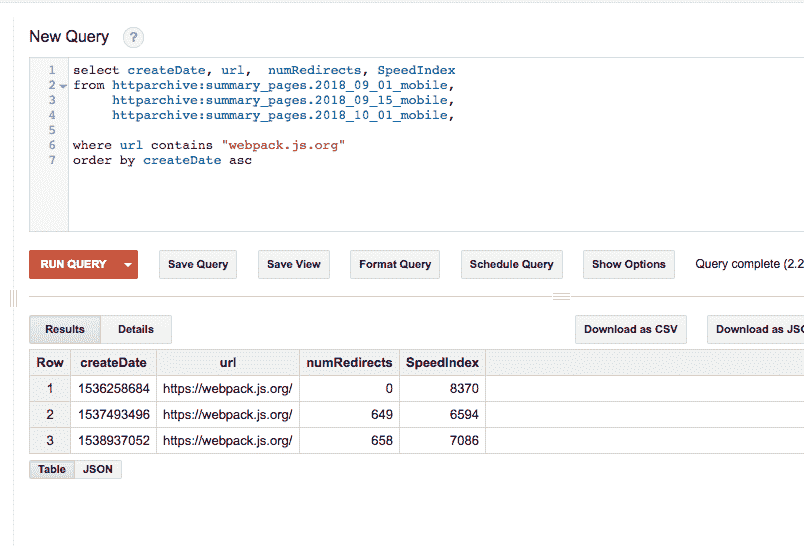 New Query ?
1 select createDate, url, numRedirects, SpeedIndex
2 from httparchive:summary_pages.2018_09_01_mobile,
3 httparchive:summary_pages.2018_09_15_mobile,
4 httparchive:summary_pages.2018_10_01_mobile,
5
6 where url contains "webpack.js.org"
7 order by createDate asc
RUN QUERY Save Query Save View Format Query Schedule Query Show Options Query complete (2.2
Results Details Download as CSV Download as JSO
Row createDate url numRedirects SpeedIndex
1 1536258684 https://webpack.js.org/ 0 8370
2 1537493496 https://webpack.js.org/ 649 6594
3 1538937052 https://webpack.js.org/ 658 7086
Table JSON